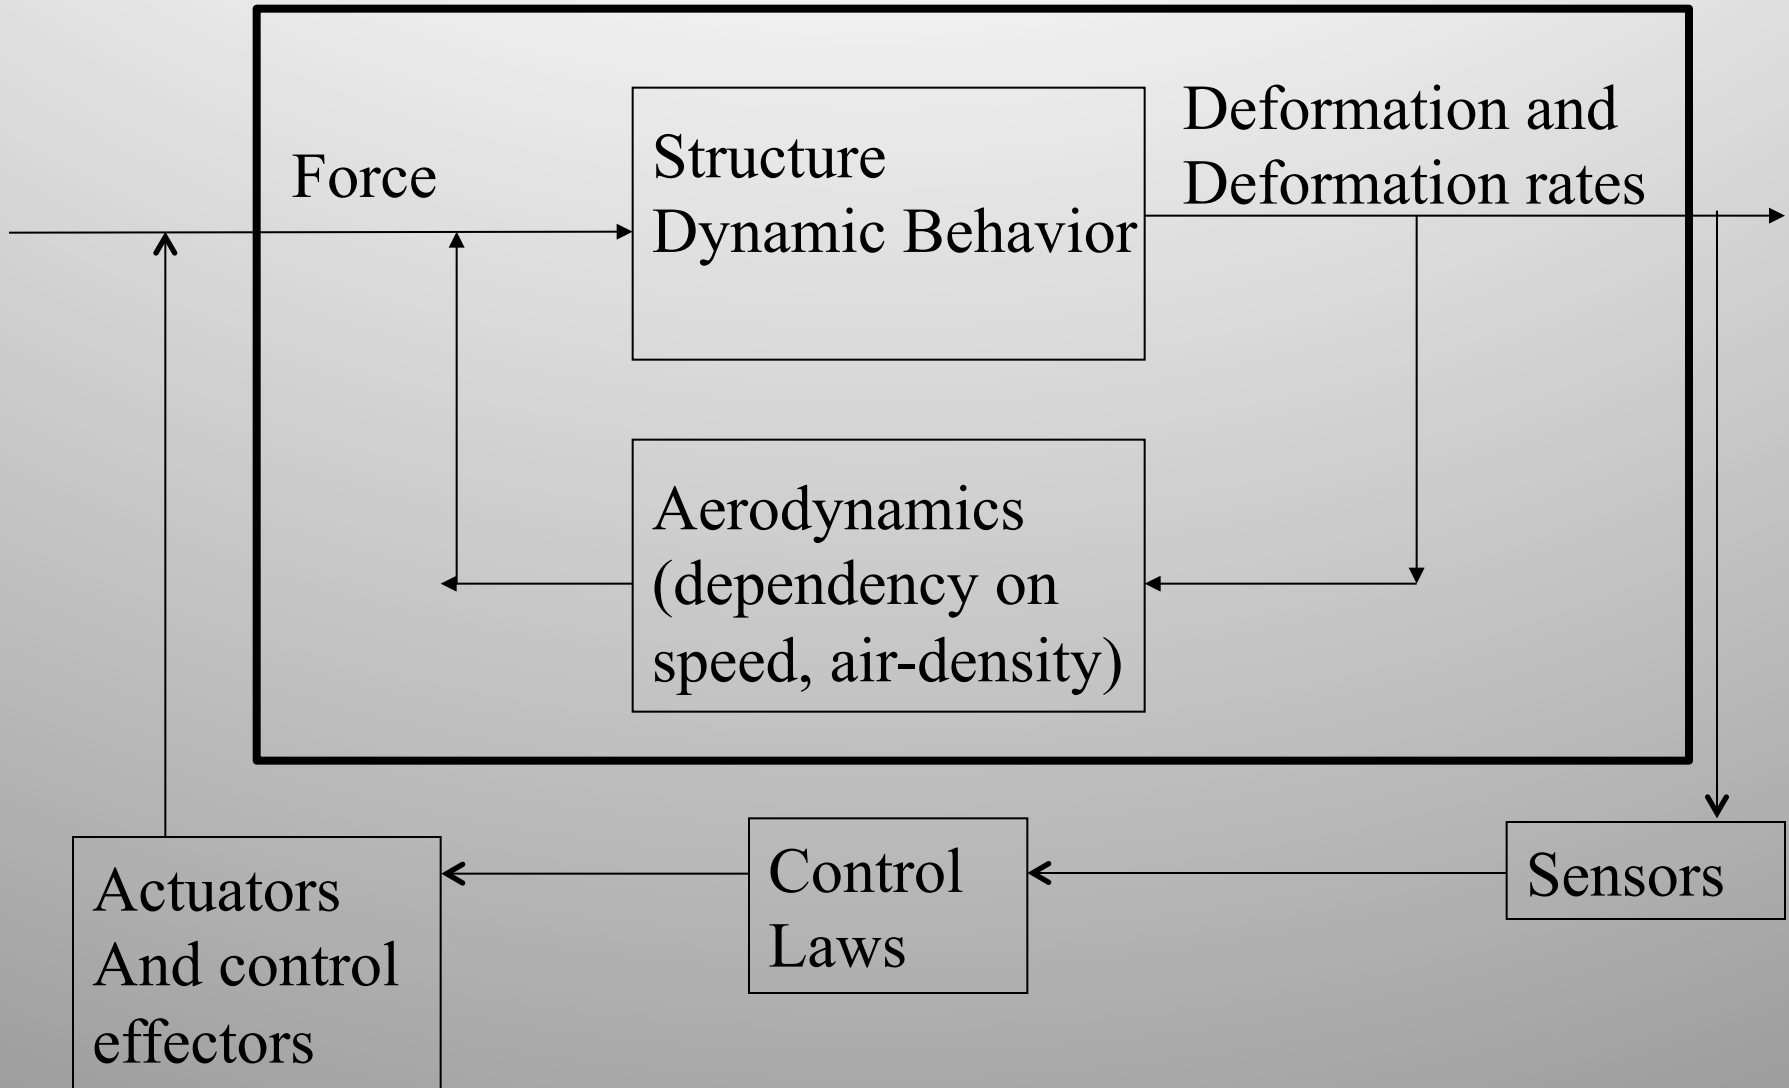 Force
Structure
Dynamic Behavior
Deformation and
Deformation rates
Aerodynamics
(dependency on
speed, air-density)
Actuators
And control
effectors
Control
Laws
Sensors